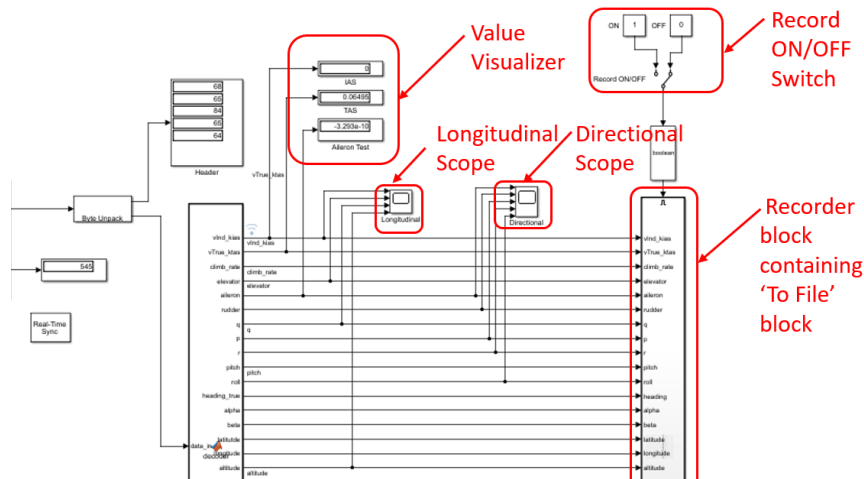 Value
Visualizer
ON
1
OFF
0
Record ON/OFF
Record
ON/OFF
Switch
0
IAS
0.06495
TAS
-3.293e-10
Aileron Test
68
65
84
65
64
Header
Longitudinal
Scope
Directional
Scope
boolean
vTrue_ktas
Longitudinal
Directional
Byte Unpack
545
Real-Time
Sync
Recorder
block
containing
‘To File’
block
vInd_kias
vInd_kias
vInd_kias
vTrue_ktas
vTrue_ktas
climb_rate
climb_rate
climb_rate
elevator
elevator
elevator
aileron
aileron
rudder
rudder
q
q
q
p
p
r
r
pitch
pitch
pitch
roll
roll
heading_true
heading
alpha
alpha
beta
beta
latitutde
latitude
data_in
decoder
longitude
longitude
altitude
altitude
altitude